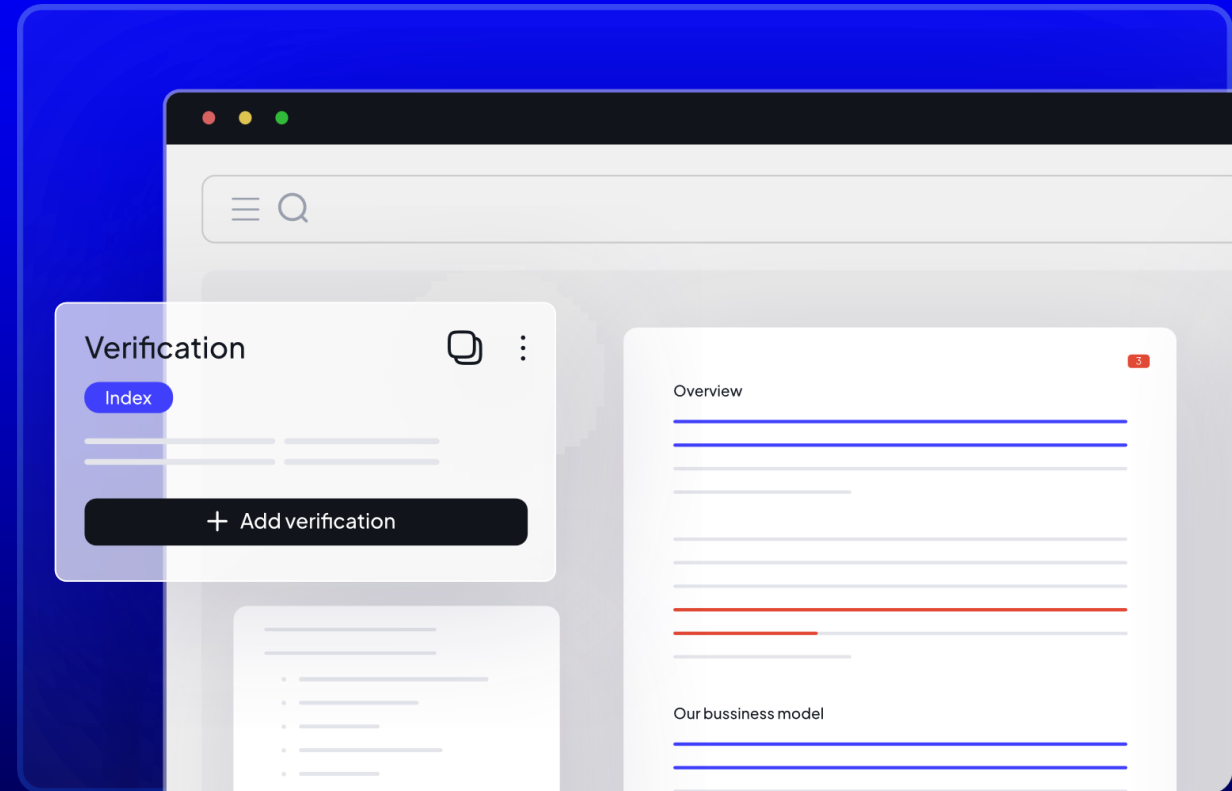 Verification
Index
Add verification
3
Overview
Our bussiness model